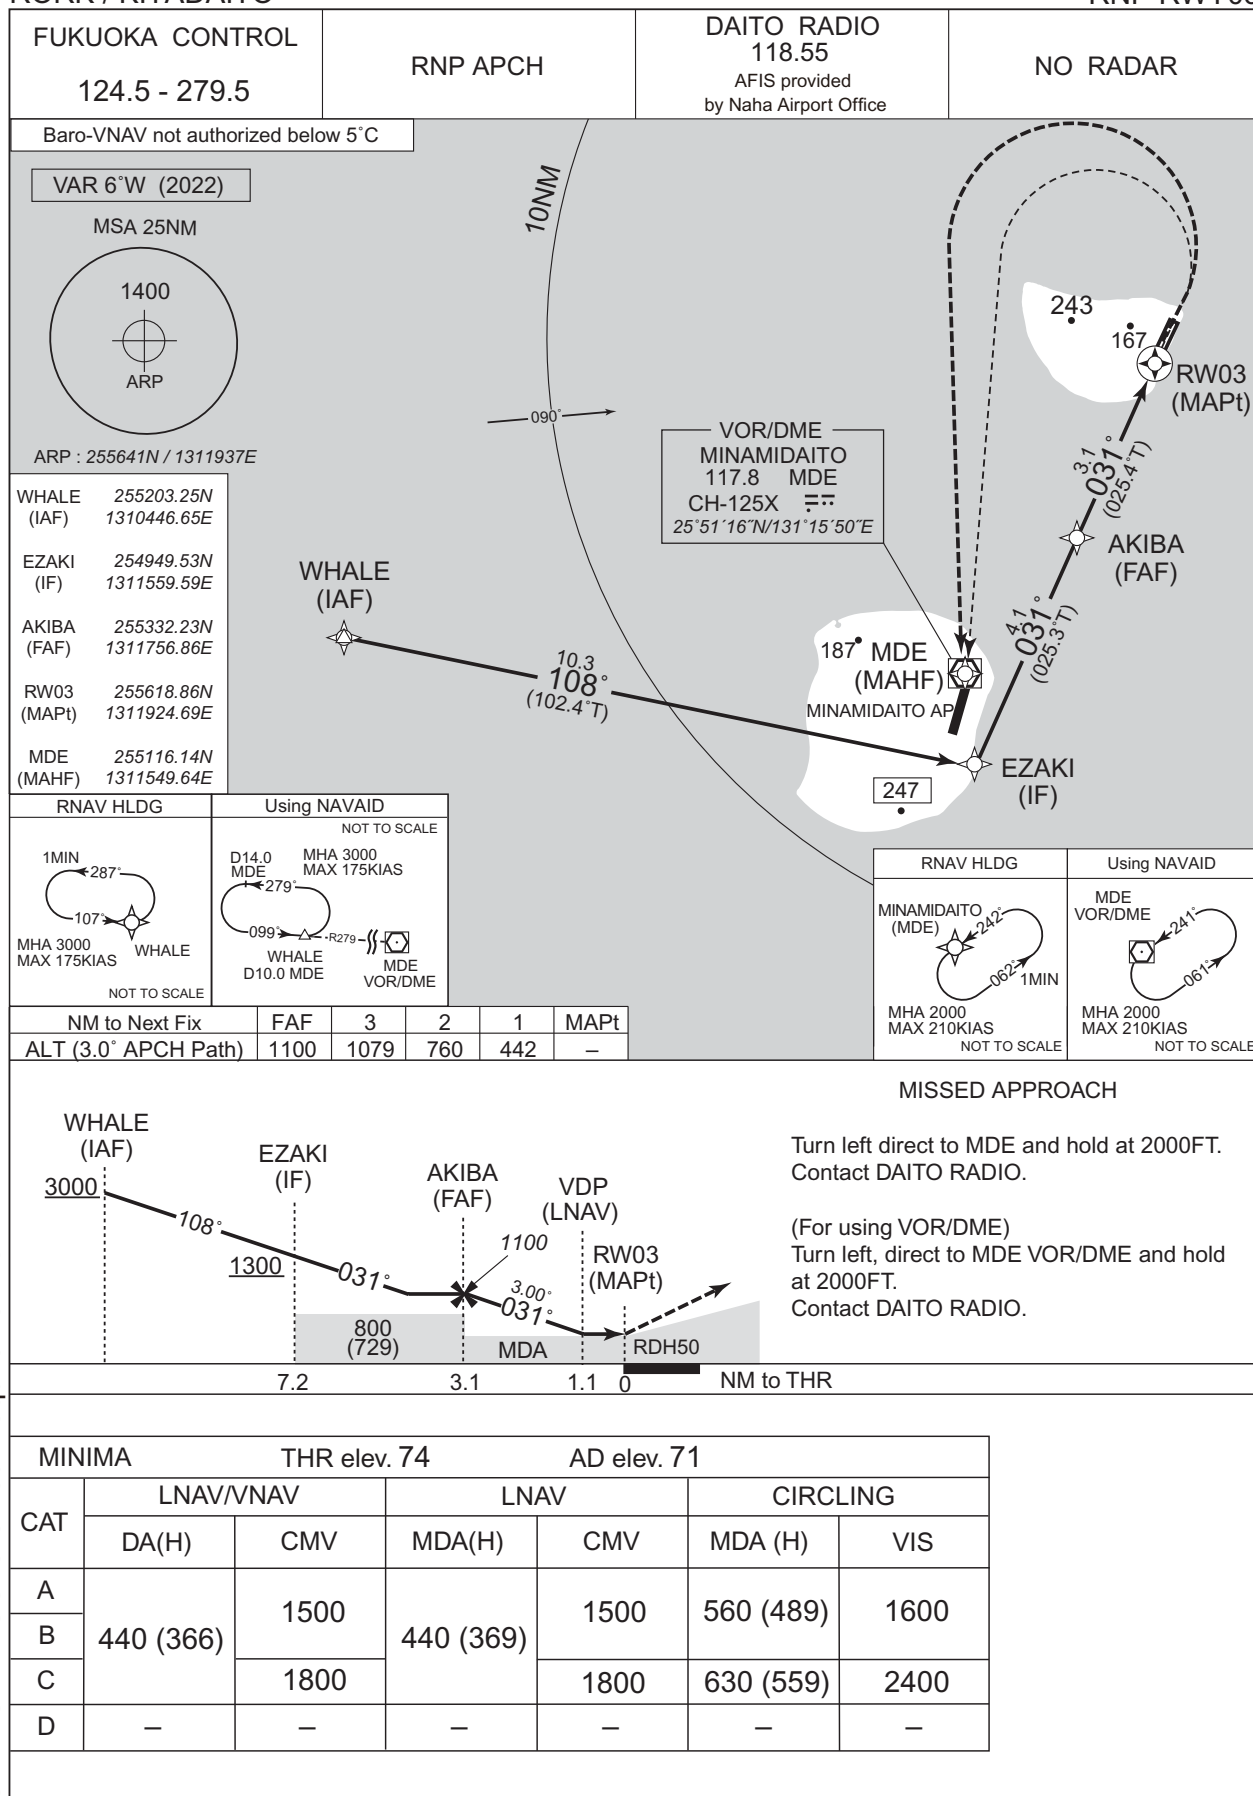 FUKUOKA CONTROL
124.5 - 279.5
RNP APCH
DAITO RADIO
118.55
AFIS provided
by Naha Airport Office
NO RADAR
Baro-VNAV not authorized below 5˚C
VAR 6˚W (2022)
MSA 25NM
1400
ARP
ARP : 255641N / 1311937E
10NM
090˚
243
167
RW03
(MAPt)
3.1
031˚
(025.4˚T)
VOR/DME
MINAMIDAITO
117.8 MDE
CH-125X
25˚51´16˝N/131˚15´50˝E
AKIBA
(FAF)
4.1
031˚
(025.3˚T)
WHALE
(IAF)
10.3
108˚
(102.4˚T)
187
MDE
(MAHF)
MINAMIDAITO AP
EZAKI
(IF)
247
WHALE 255203.25N
(IAF) 1310446.65E
EZAKI 254949.53N
(IF) 1311559.59E
AKIBA 255332.23N
(FAF) 1311756.86E
RW03 255618.86N
(MAPt) 1311924.69E
MDE 255116.14N
(MAHF) 1311549.64E
RNAV HLDG
1MIN
287˚
107˚
MHA 3000
MAX 175KIAS
WHALE
NOT TO SCALE
Using NAVAID
NOT TO SCALE
D14.0
MDE
MHA 3000
MAX 175KIAS
279˚
099˚
R279
WHALE
D10.0 MDE
MDE
VOR/DME
RNAV HLDG
MINAMIDAITO
(MDE)
242˚
062˚
1MIN
MHA 2000
MAX 210KIAS
NOT TO SCALE
Using NAVAID
MDE
VOR/DME
241˚
061˚
MHA 2000
MAX 210KIAS
NOT TO SCALE
NM to Next Fix FAF 3 2 1 MAPt
ALT (3.0˚ APCH Path) 1100 1079 760 442 –
WHALE
(IAF)
3000
108˚
EZAKI
(IF)
1300
031˚
AKIBA
(FAF)
1100
VDP
(LNAV)
3.00˚
031˚
RW03
(MAPt)
800
(729)
MDA
RDH50
7.2 3.1 1.1 0 NM to THR
MISSED APPROACH
Turn left direct to MDE and hold at 2000FT.
Contact DAITO RADIO.
(For using VOR/DME)
Turn left, direct to MDE VOR/DME and hold
at 2000FT.
Contact DAITO RADIO.
MINIMA THR elev. 74 AD elev. 71
CAT LNAV/VNAV LNAV CIRCLING
DA(H) CMV MDA(H) CMV MDA (H) VIS
A
B
440 (366) 1500 440 (369) 1500 560 (489) 1600
C 1800 1800 630 (559) 2400
D – – – – – –